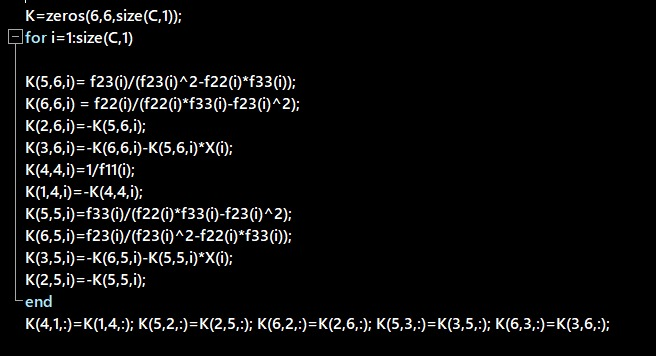 K=zeros(6,6,size(C,1));
for i=1:size(C,1)
K(5,6,i)= f23(i)/(f23(i)^2-f22(i)*f33(i));
K(6,6,i) = f22(i)/(f22(i)*f33(i)-f23(i)^2);
K(2,6,i)=-K(5,6,i);
K(3,6,i)=-K(6,6,i)-K(5,6,i)*X(i);
K(4,4,i)=1/f11(i);
K(1,4,i)=-K(4,4,i);
K(5,5,i)=f33(i)/(f22(i)*f33(i)-f23(i)^2);
K(6,5,i)=f23(i)/(f23(i)^2-f22(i)*f33(i));
K(3,5,i)=-K(6,5,i)-K(5,5,i)*X(i);
K(2,5,i)=-K(5,5,i);
end
K(4,1,:)=K(1,4,:); K(5,2,:)=K(2,5,:); K(6,2,:)=K(2,6,:); K(5,3,:)=K(3,5,:); K(6,3,:)=K(3,6,:);